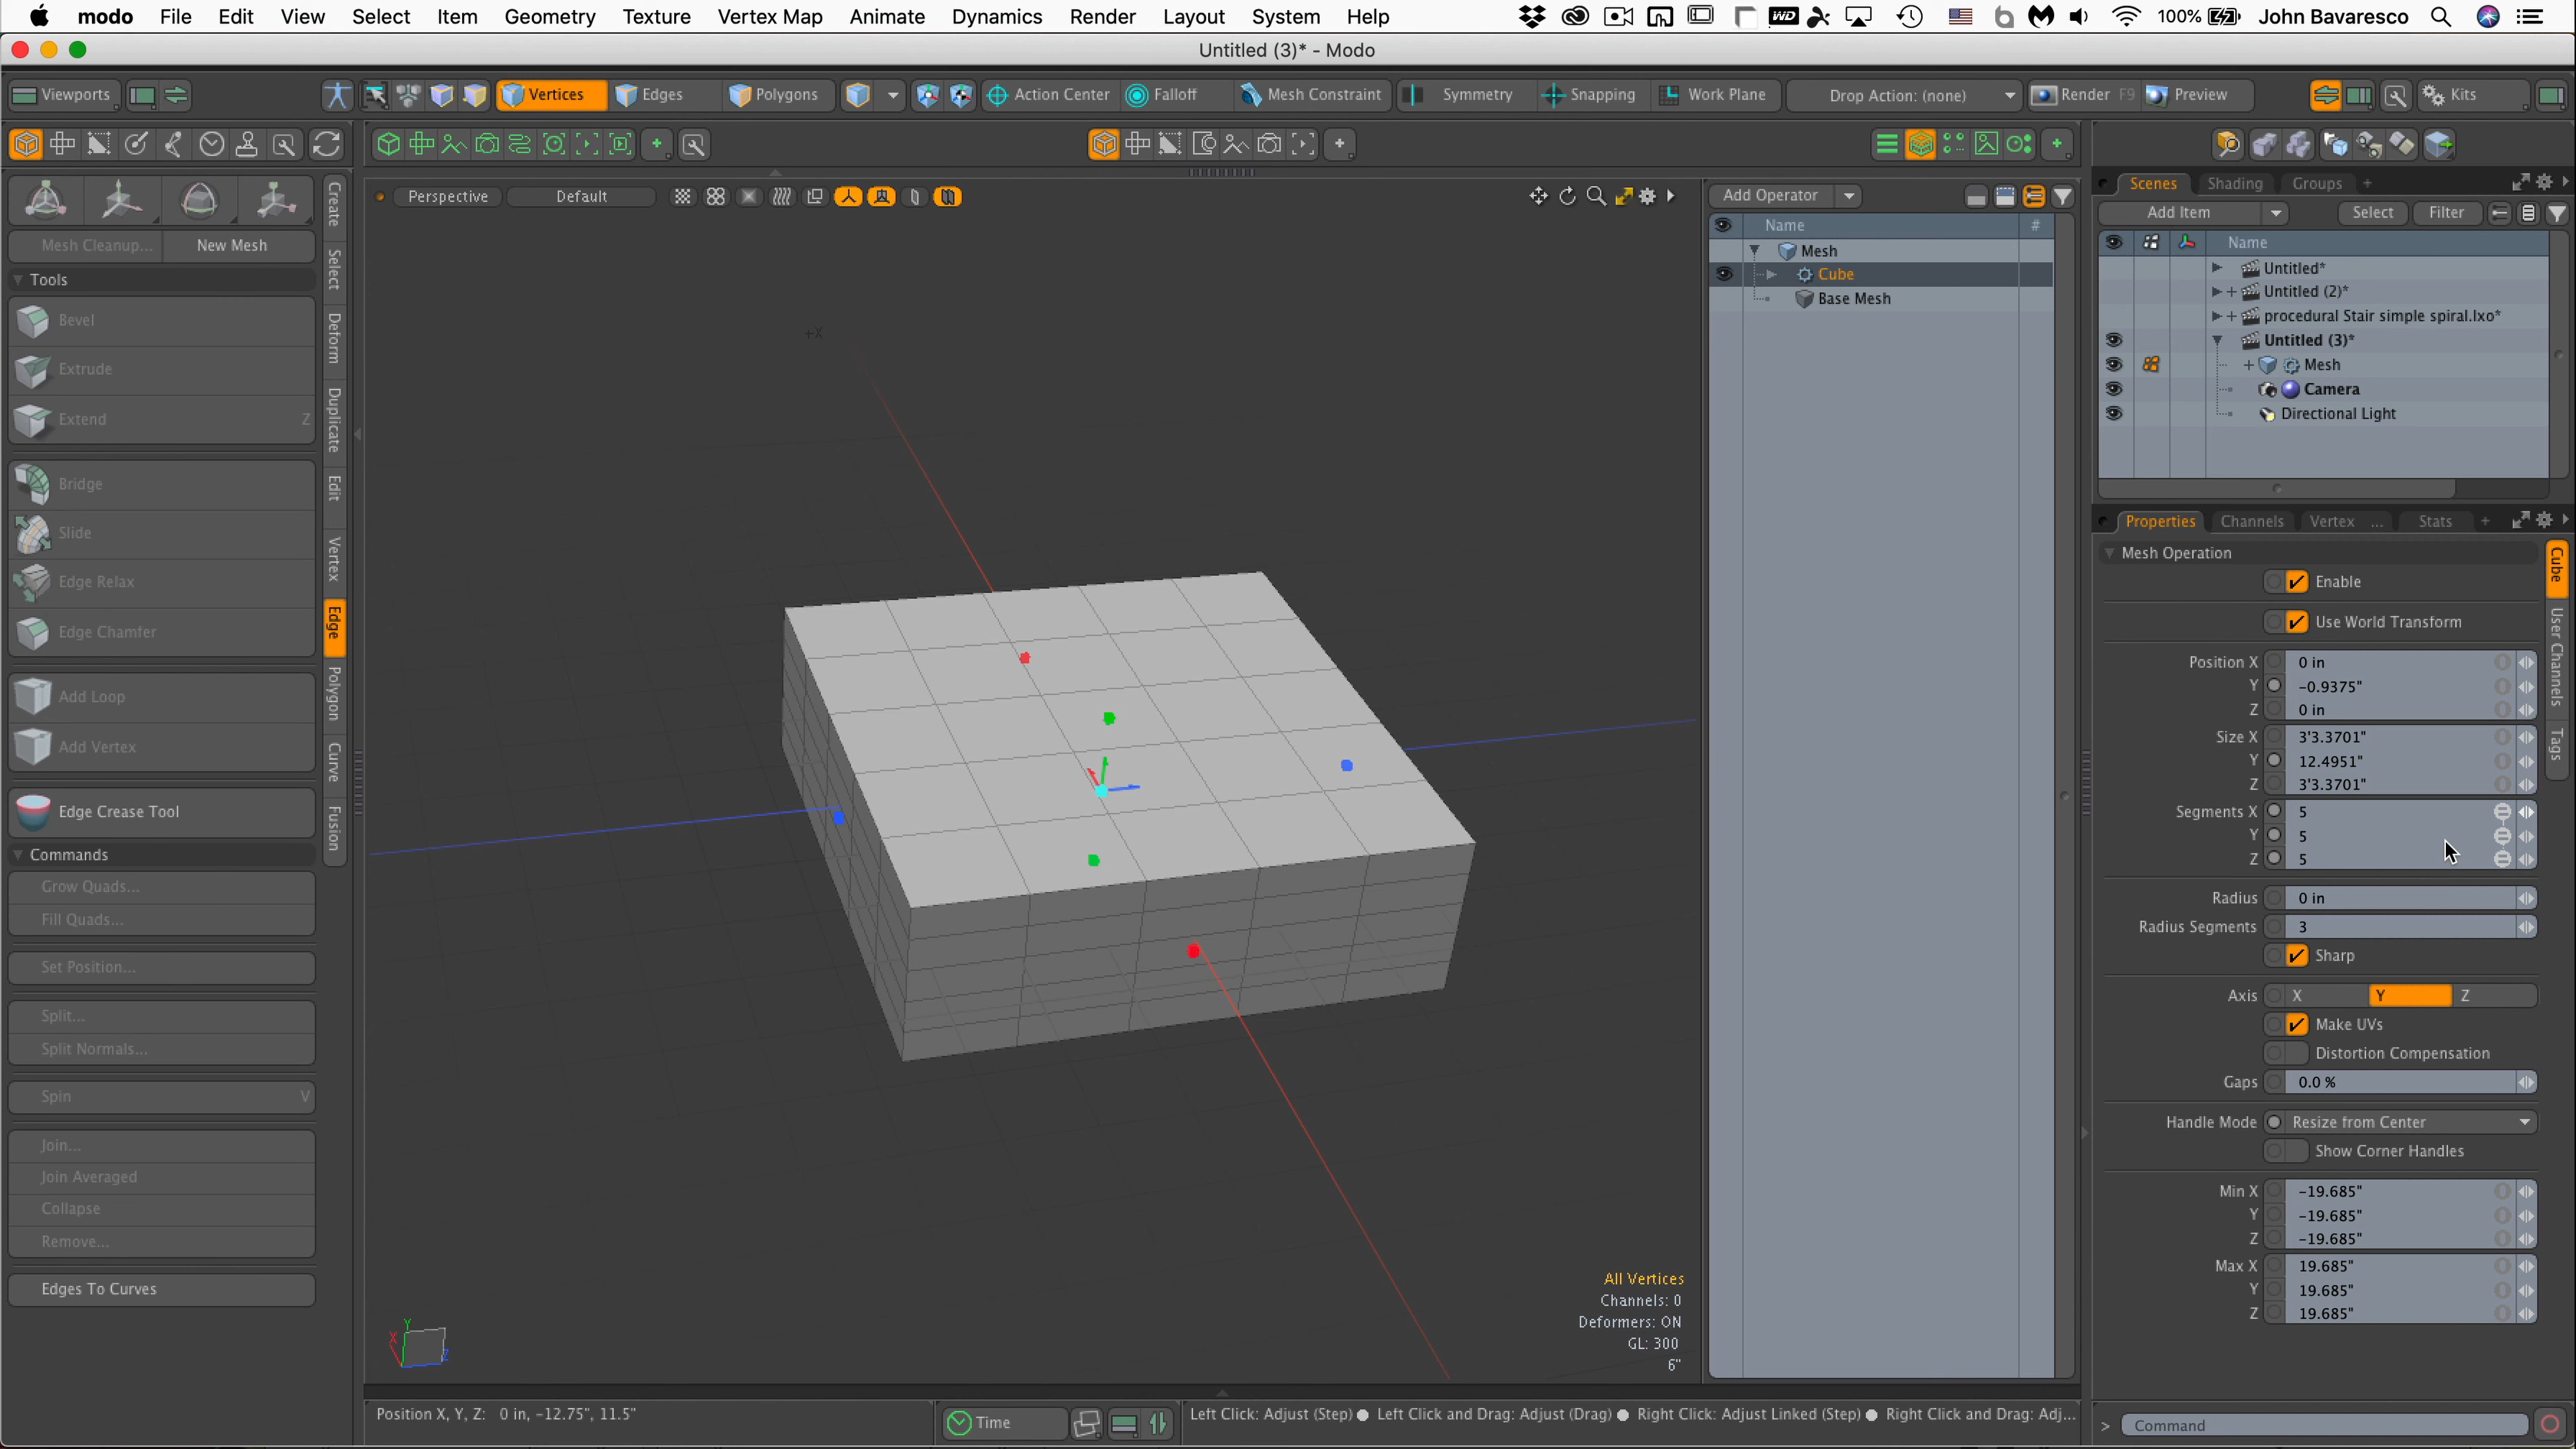 modo File Edit View Select Item Geometry Texture Vertex Map Animate Dynamics Render Layout System Help 100% John Bavaresco
Untitled (3)* - Modo
Viewports Vertices Edges Polygons Action Center Falloff Mesh Constraint Symmetry Snapping Work Plane Drop Action: (none) Render F9 Preview Kits
Mesh Cleanup... New Mesh
Tools
Bevel
Extrude
Extend Z
Bridge
Slide
Edge Relax
Edge Chamfer
Add Loop
Add Vertex
Edge Crease Tool
Commands
Grow Quads...
Fill Quads...
Set Position...
Split...
Split Normals...
Spin V
Join...
Join Averaged
Collapse
Remove...
Edges To Curves
Create
Select
Deform
Duplicate
Edit
Vertex
Edge
Polygon
Curve
Fusion
Perspective Default
+X
All Vertices
Channels: 0
Deformers: ON
GL: 300
6"
Y
X
Z
Position X, Y, Z: 0 in, -12.75", 11.5"
Time
Left Click: Adjust (Step) ● Left Click and Drag: Adjust (Drag) ● Right Click: Adjust Linked (Step) ● Right Click and Drag: Adj...
Add Operator
Name #
Mesh
Cube
Base Mesh
Scenes Shading Groups +
Add Item Select Filter
Name
Untitled*
+ Untitled (2)*
+ procedural Stair simple spiral.lxo*
Untitled (3)*
+ Mesh
Camera
Directional Light
Properties Channels Vertex ... Stats +
Mesh Operation
Enable
Use World Transform
Position X 0 in
Y -0.9375"
Z 0 in
Size X 3'3.3701"
Y 12.4951"
Z 3'3.3701"
Segments X 5
Y 5
Z 5
Radius 0 in
Radius Segments 3
Sharp
Axis X Y Z
Make UVs
Distortion Compensation
Gaps 0.0 %
Handle Mode Resize from Center
Show Corner Handles
Min X -19.685"
Y -19.685"
Z -19.685"
Max X 19.685"
Y 19.685"
Z 19.685"
Cube
User Channels
Tags
> Command